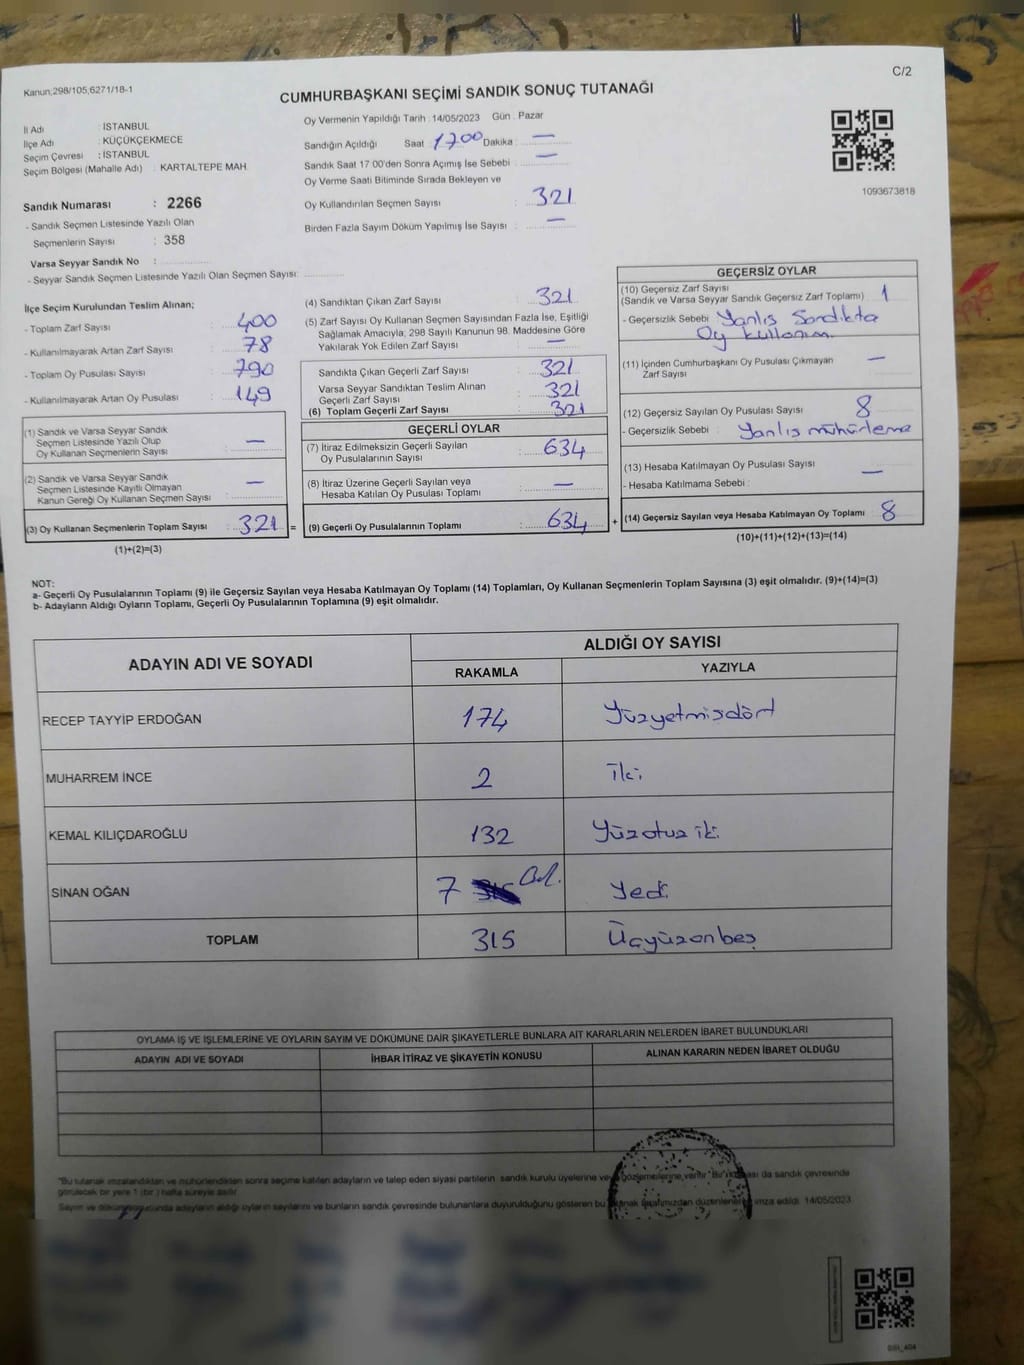 C/2
Kanun;298/105,6271/18-1
CUMHURBAŞKANI SEÇİMİ SANDIK SONUÇ TUTANAĞI
İl Adı : İSTANBUL
İlçe Adı : KÜÇÜKÇEKMECE
Seçim Çevresi : İSTANBUL
Seçim Bölgesi (Mahalle Adı) : KARTALTEPE MAH.
Sandık Numarası : 2266
- Sandık Seçmen Listesinde Yazılı Olan
Seçmenlerin Sayısı : 358
Varsa Seyyar Sandık No :
- Seyyar Sandık Seçmen Listesinde Yazılı Olan Seçmen Sayısı:
Oy Vermenin Yapıldığı Tarih :14/05/2023 Gün : Pazar
Sandığın Açıldığı Saat : 1700 Dakika : —
Sandık Saat 17:00'den Sonra Açımış İse Sebebi : —
Oy Verme Saati Bitiminde Sırada Bekleyen ve
Oy Kullandırılan Seçmen Sayısı : 321
Birden Fazla Sayım Döküm Yapılmış İse Sayısı : —
1093673818
İlçe Seçim Kurulundan Teslim Alınan;
- Toplam Zarf Sayısı : 400
- Kullanılmayarak Artan Zarf Sayısı : 78
- Toplam Oy Pusulası Sayısı : 790
- Kullanılmayarak Artan Oy Pusulası : 149
(1) Sandık ve Varsa Seyyar Sandık
Seçmen Listesinde Yazılı Olup
Oy Kullanan Seçmenlerin Sayısı : —
(2) Sandık ve Varsa Seyyar Sandık
Seçmen Listesinde Kayıtlı Olmayan
Kanun Gereği Oy Kullanan Seçmen Sayısı : —
(3) Oy Kullanan Seçmenlerin Toplam Sayısı : 321 =
(1)+(2)=(3)
(4) Sandıktan Çıkan Zarf Sayısı : 321
(5) Zarf Sayısı Oy Kullanan Seçmen Sayısından Fazla İse, Eşitliği
Sağlamak Amacıyla, 298 Sayılı Kanunun 98. Maddesine Göre
Yakılarak Yok Edilen Zarf Sayısı : —
Sandıkta Çıkan Geçerli Zarf Sayısı : 321
Varsa Seyyar Sandıktan Teslim Alınan
Geçerli Zarf Sayısı : 321
(6) Toplam Geçerli Zarf Sayısı : 321
GEÇERLİ OYLAR
(7) İtiraz Edilmeksizin Geçerli Sayılan
Oy Pusulalarının Sayısı : 634
(8) İtiraz Üzerine Geçerli Sayılan veya
Hesaba Katılan Oy Pusulası Toplamı : —
(9) Geçerli Oy Pusulalarının Toplamı : 634 +
GEÇERSİZ OYLAR
(10) Geçersiz Zarf Sayısı
(Sandık ve Varsa Seyyar Sandık Geçersiz Zarf Toplamı) : 1
- Geçersizlik Sebebi : Yanlış Sandıkta
Oy kullanım
(11) İçinden Cumhurbaşkanı Oy Pusulası Çıkmayan
Zarf Sayısı : —
(12) Geçersiz Sayılan Oy Pusulası Sayısı : 8
- Geçersizlik Sebebi : Yanlış mühürleme
(13) Hesaba Katılmayan Oy Pusulası Sayısı : —
- Hesaba Katılmama Sebebi :
(14) Geçersiz Sayılan veya Hesaba Katılmayan Oy Toplamı : 8
(10)+(11)+(12)+(13)=(14)
NOT:
a- Geçerli Oy Pusulalarının Toplamı (9) ile Geçersiz Sayılan veya Hesaba Katılmayan Oy Toplamı (14) Toplamları, Oy Kullanan Seçmenlerin Toplam Sayısına (3) eşit olmalıdır. (9)+(14)=(3)
b- Adayların Aldığı Oyların Toplamı, Geçerli Oy Pusulalarının Toplamına (9) eşit olmalıdır.
ADAYIN ADI VE SOYADI
ALDIĞI OY SAYISI
RAKAMLA YAZIYLA
RECEP TAYYİP ERDOĞAN 174 Yüzyetmişdört
MUHARREM İNCE 2 İki
KEMAL KILIÇDAROĞLU 132 Yüzotuz iki
SİNAN OĞAN 7 Yedi
TOPLAM 315 Üçyüzonbeş
OYLAMA İŞ VE İŞLEMLERİNE VE OYLARIN SAYIM VE DÖKÜMÜNE DAİR ŞİKAYETLERLE BUNLARA AİT KARARLARIN NELERDEN İBARET BULUNDUKLARI
ADAYIN ADI VE SOYADI İHBAR İTİRAZ VE ŞİKAYETİN KONUSU ALINAN KARARIN NEDEN İBARET OLDUĞU
*Bu tutanak imzalandıktan ve mühürlendikten sonra seçime katılan adayların ve talep eden siyasi partilerin sandık kurulu üyelerine ve gözlemcilerine verilir. Bir da sandık çevresinde
görülecek bir yere 1 (bir) hafta süreyle asılır.
Sayım ve adayların aldığı oyların sayılarını ve bunların sandık çevresinde bulunanlara duyurulduğunu gösteren bu tutanak tarafımızdan düzenlenerek imza edildi. 14/05/2023